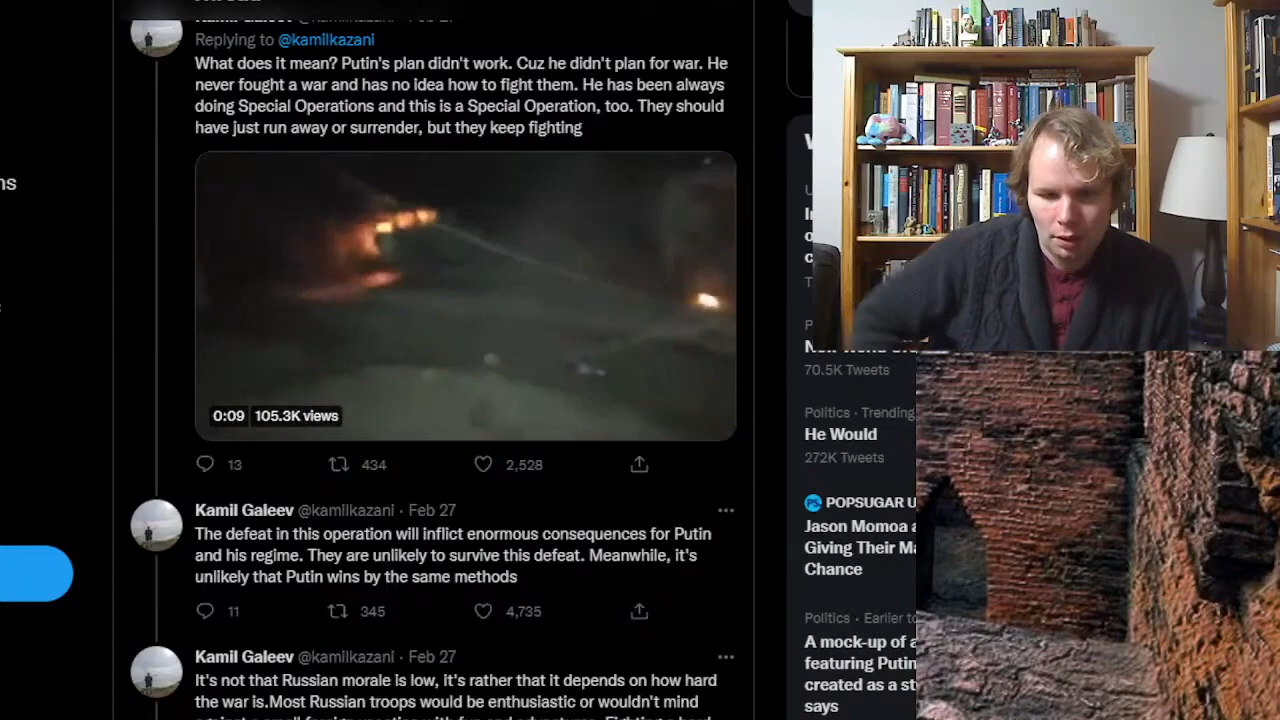 Replying to @kamilkazani
What does it mean? Putin's plan didn't work. Cuz he didn't plan for war. He
never fought a war and has no idea how to fight them. He has been always
doing Special Operations and this is a Special Operation, too. They should
have just run away or surrender, but they keep fighting
0:09 105.3K views
13 434 2,528
Kamil Galeev @kamilkazani · Feb 27
The defeat in this operation will inflict enormous consequences for Putin
and his regime. They are unlikely to survive this defeat. Meanwhile, it's
unlikely that Putin wins by the same methods
11 345 4,735
Kamil Galeev @kamilkazani · Feb 27
It's not that Russian morale is low, it's rather that it depends on how hard
the war is.Most Russian troops would be enthusiastic or wouldn't mind
ns
70.5K Tweets
Politics · Trending
He Would
272K Tweets
POPSUGAR
Jason Momoa
Giving Their
Chance
Politics · Earlier
A mock-up of
featuring
created as a
says